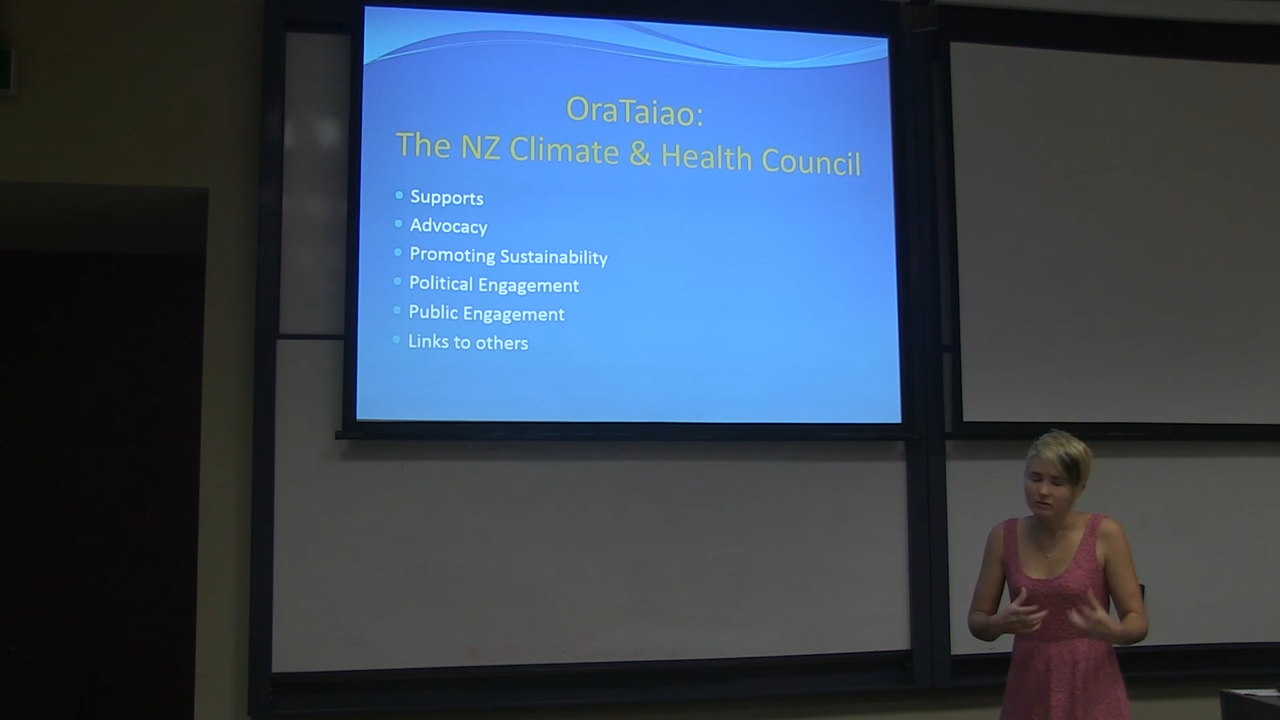 OraTaiao:
The NZ Climate & Health Council
Supports
Advocacy
Promoting Sustainability
Political Engagement
Public Engagement
Links to others